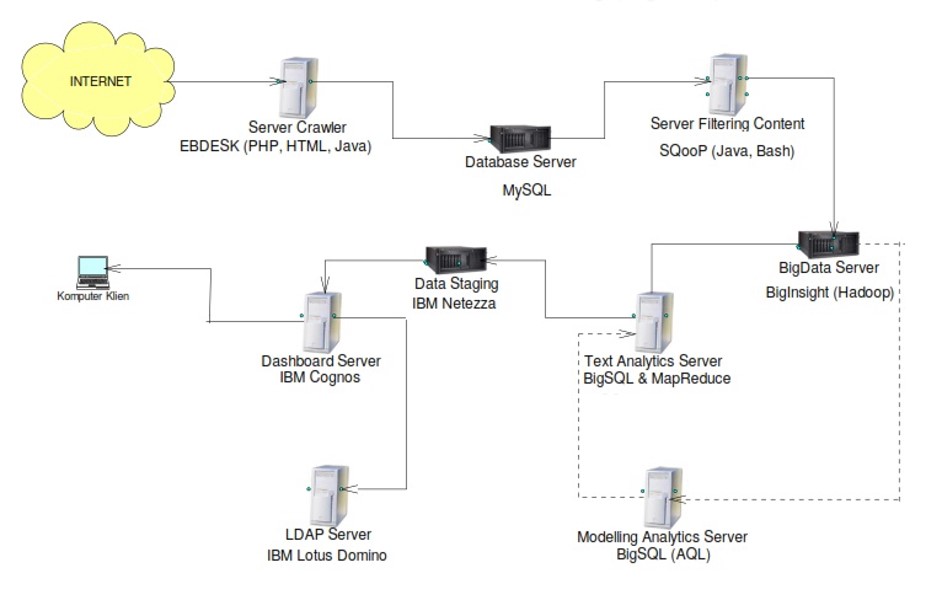 INTERNET
Server Crawler
EBDESK (PHP, HTML, Java)
Database Server
MySQL
Server Filtering Content
SQooP (Java, Bash)
BigData Server
BigInsight (Hadoop)
Komputer Klien
Data Staging
IBM Netezza
Dashboard Server
IBM Cognos
Text Analytics Server
BigSQL & MapReduce
LDAP Server
IBM Lotus Domino
Modelling Analytics Server
BigSQL (AQL)